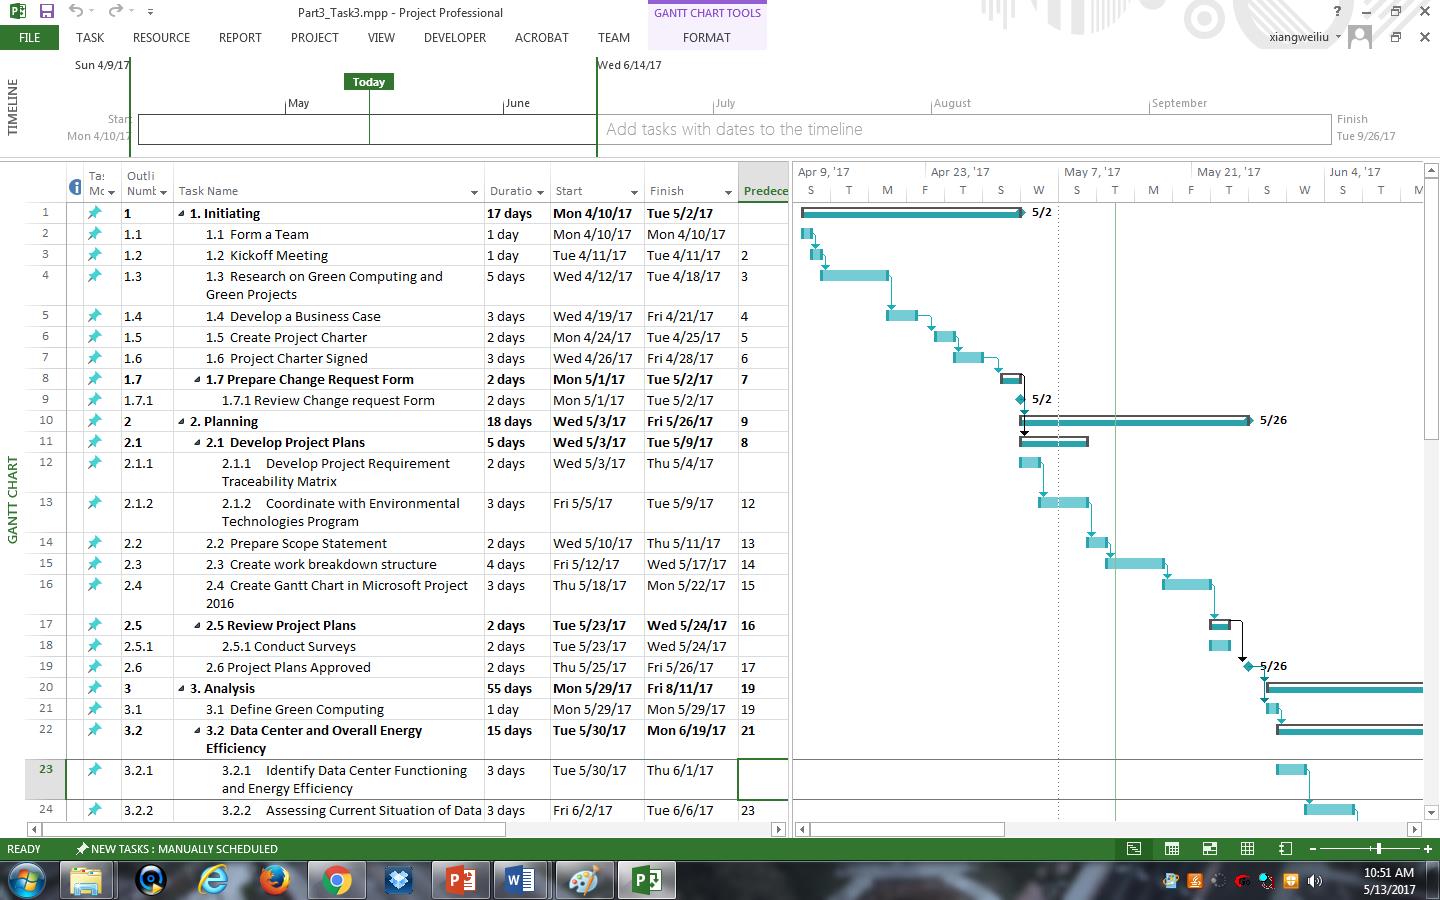 Part3_Task3.mpp - Project Professional
GANTT CHART TOOLS
?
FILE TASK RESOURCE REPORT PROJECT VIEW DEVELOPER ACROBAT TEAM FORMAT
xiangweiliu
TIMELINE
Sun 4/9/17
Wed 6/14/17
Today
May June July August September
Start
Mon 4/10/17
Add tasks with dates to the timeline
Finish
Tue 9/26/17
GANTT CHART
Outli
Numt Task Name Duratio Start Finish Predece
Apr 9, '17 Apr 23, '17 May 7, '17 May 21, '17 Jun 4, '17
S T M F T S W S T M F T S W S T M
1 1 1. Initiating 17 days Mon 4/10/17 Tue 5/2/17 5/2
2 1.1 1.1 Form a Team 1 day Mon 4/10/17 Mon 4/10/17
3 1.2 1.2 Kickoff Meeting 1 day Tue 4/11/17 Tue 4/11/17 2
4 1.3 1.3 Research on Green Computing and 5 days Wed 4/12/17 Tue 4/18/17 3
Green Projects
5 1.4 1.4 Develop a Business Case 3 days Wed 4/19/17 Fri 4/21/17 4
6 1.5 1.5 Create Project Charter 2 days Mon 4/24/17 Tue 4/25/17 5
7 1.6 1.6 Project Charter Signed 3 days Wed 4/26/17 Fri 4/28/17 6
8 1.7 1.7 Prepare Change Request Form 2 days Mon 5/1/17 Tue 5/2/17 7
9 1.7.1 1.7.1 Review Change request Form 2 days Mon 5/1/17 Tue 5/2/17 5/2
10 2 2. Planning 18 days Wed 5/3/17 Fri 5/26/17 9 5/26
11 2.1 2.1 Develop Project Plans 5 days Wed 5/3/17 Tue 5/9/17 8
12 2.1.1 2.1.1 Develop Project Requirement 2 days Wed 5/3/17 Thu 5/4/17
Traceability Matrix
13 2.1.2 2.1.2 Coordinate with Environmental 3 days Fri 5/5/17 Tue 5/9/17 12
Technologies Program
14 2.2 2.2 Prepare Scope Statement 2 days Wed 5/10/17 Thu 5/11/17 13
15 2.3 2.3 Create work breakdown structure 4 days Fri 5/12/17 Wed 5/17/17 14
16 2.4 2.4 Create Gantt Chart in Microsoft Project 3 days Thu 5/18/17 Mon 5/22/17 15
2016
17 2.5 2.5 Review Project Plans 2 days Tue 5/23/17 Wed 5/24/17 16
18 2.5.1 2.5.1 Conduct Surveys 2 days Tue 5/23/17 Wed 5/24/17
19 2.6 2.6 Project Plans Approved 2 days Thu 5/25/17 Fri 5/26/17 17 5/26
20 3 3. Analysis 55 days Mon 5/29/17 Fri 8/11/17 19
21 3.1 3.1 Define Green Computing 1 day Mon 5/29/17 Mon 5/29/17 19
22 3.2 3.2 Data Center and Overall Energy 15 days Tue 5/30/17 Mon 6/19/17 21
Efficiency
23 3.2.1 3.2.1 Identify Data Center Functioning 3 days Tue 5/30/17 Thu 6/1/17
and Energy Efficiency
24 3.2.2 3.2.2 Assessing Current Situation of Data 3 days Fri 6/2/17 Tue 6/6/17 23
READY NEW TASKS : MANUALLY SCHEDULED
10:51 AM
5/13/2017